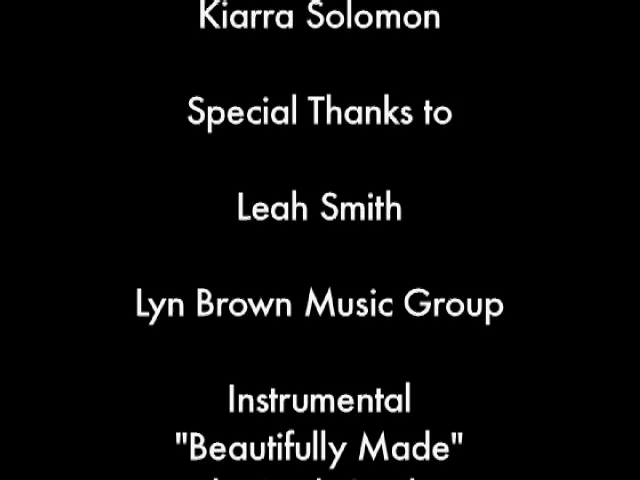 Kiarra Solomon
Special Thanks to
Leah Smith
Lyn Brown Music Group
Instrumental
"Beautifully Made"